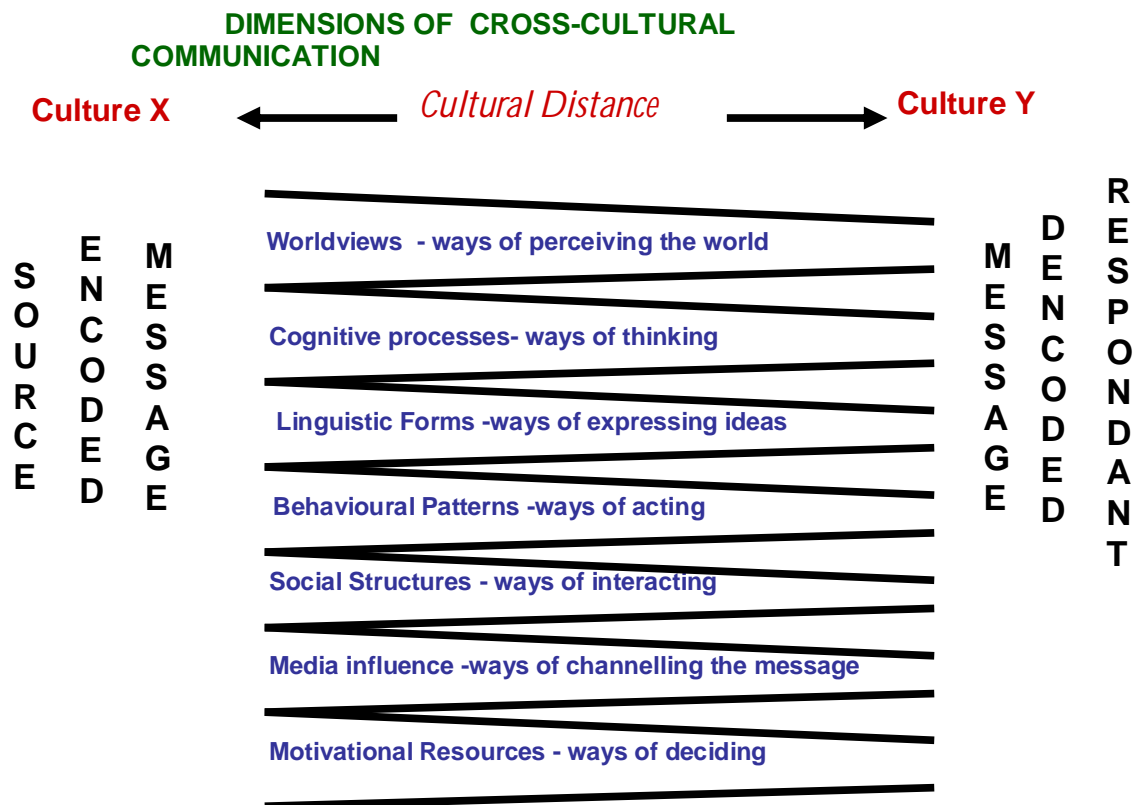 DIMENSIONS OF CROSS-CULTURAL
COMMUNICATION
Culture X
Cultural Distance
Culture Y
SOURCE
ENCODED
MESSAGE
Worldviews - ways of perceiving the world
Cognitive processes- ways of thinking
Linguistic Forms -ways of expressing ideas
Behavioural Patterns -ways of acting
Social Structures - ways of interacting
Media influence -ways of channelling the message
Motivational Resources - ways of deciding
MESSAGE
DENCODED
RESPONDANT